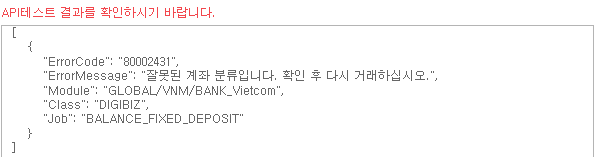 API테스트 결과를 확인하시기 바랍니다.
[
{
"ErrorCode": "80002431",
"ErrorMessage": "잘못된 계좌 분류입니다. 확인 후 다시 거래하십시오.",
"Module": "GLOBAL/VNM/BANK_Vietcom",
"Class": "DIGIBIZ",
"Job": "BALANCE_FIXED_DEPOSIT"
}
]